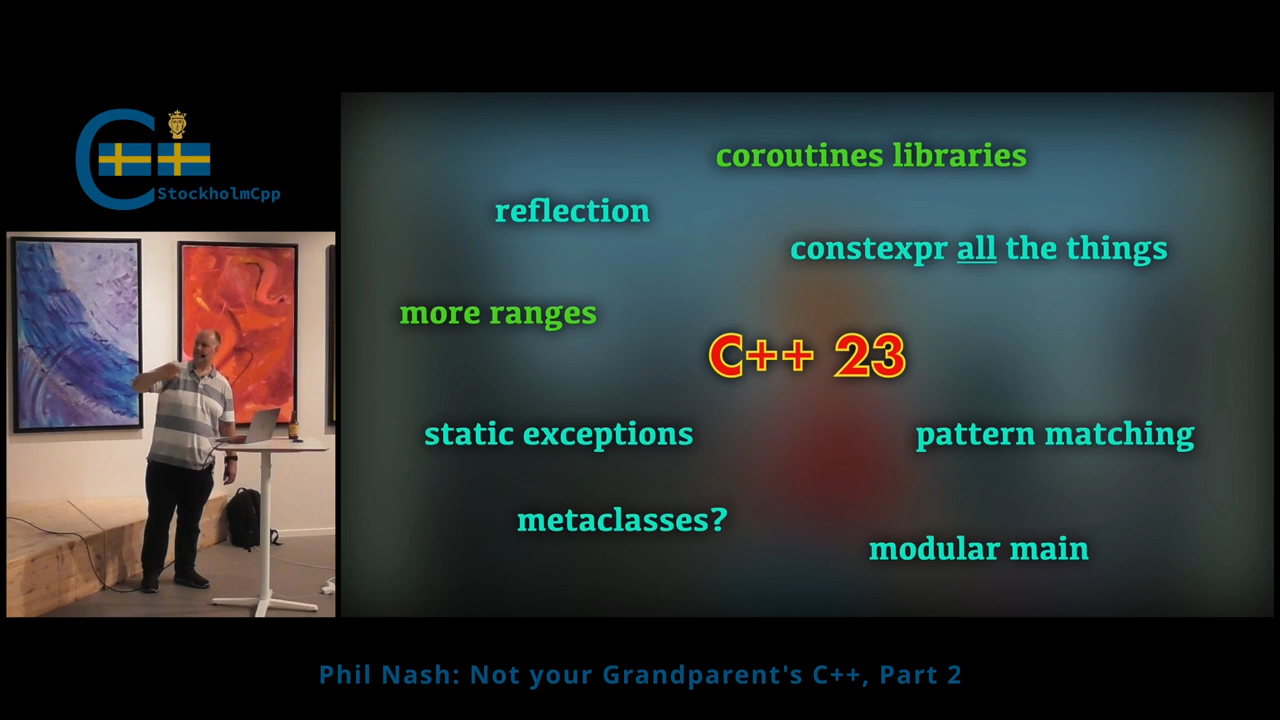 StockholmCpp
coroutines libraries
reflection
constexpr all the things
more ranges
C++ 23
static exceptions
pattern matching
metaclasses?
modular main
Phil Nash: Not your Grandparent's C++, Part 2